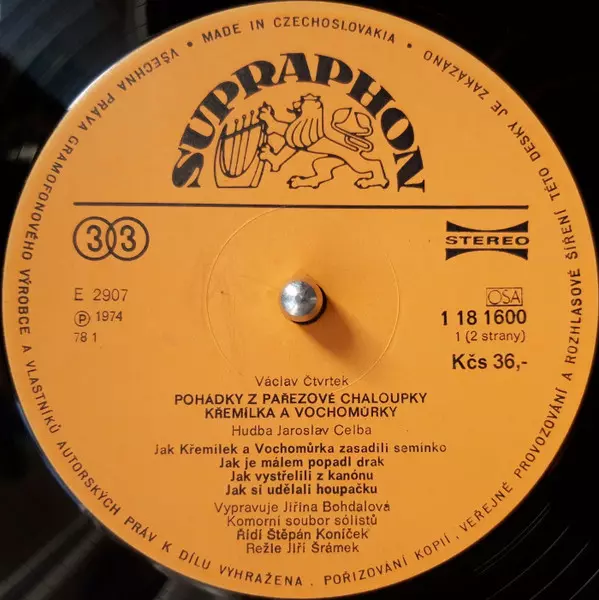 VŠECHNA PRÁVA GRAMOFONOVÉHO VÝROBCE A VLASTNÍKŮ AUTORSKÝCH PRÁV K DÍLU VYHRAŽENA . POŘIZOVÁNÍ KOPIÍ , VEŘEJNÉ PROVOZOVÁNÍ A ROZHLASOVÉ ŠÍŘENÍ TÉTO DESKY JE ZAKÁZÁNO
• MADE IN CZECHOSLOVAKIA •
SUPRAPHON
33
STEREO
E 2907
Ⓟ 1974
78 1
OSA
1 18 1600
1 (2 strany)
Kčs 36,-
Václav Čtvrtek
POHÁDKY Z PAŘEZOVÉ CHALOUPKY
KŘEMÍLKA A VOCHOMŮRKY
Hudba Jaroslav Celba
Jak Křemílek a Vochomůrka zasadili semínko
Jak je málem popadl drak
Jak vystřelili z kanónu
Jak si udělali houpačku
Vypravuje Jiřina Bohdalová
Komorní soubor sólistů
Řídí Štěpán Koníček
Režie Jiří Šrámek